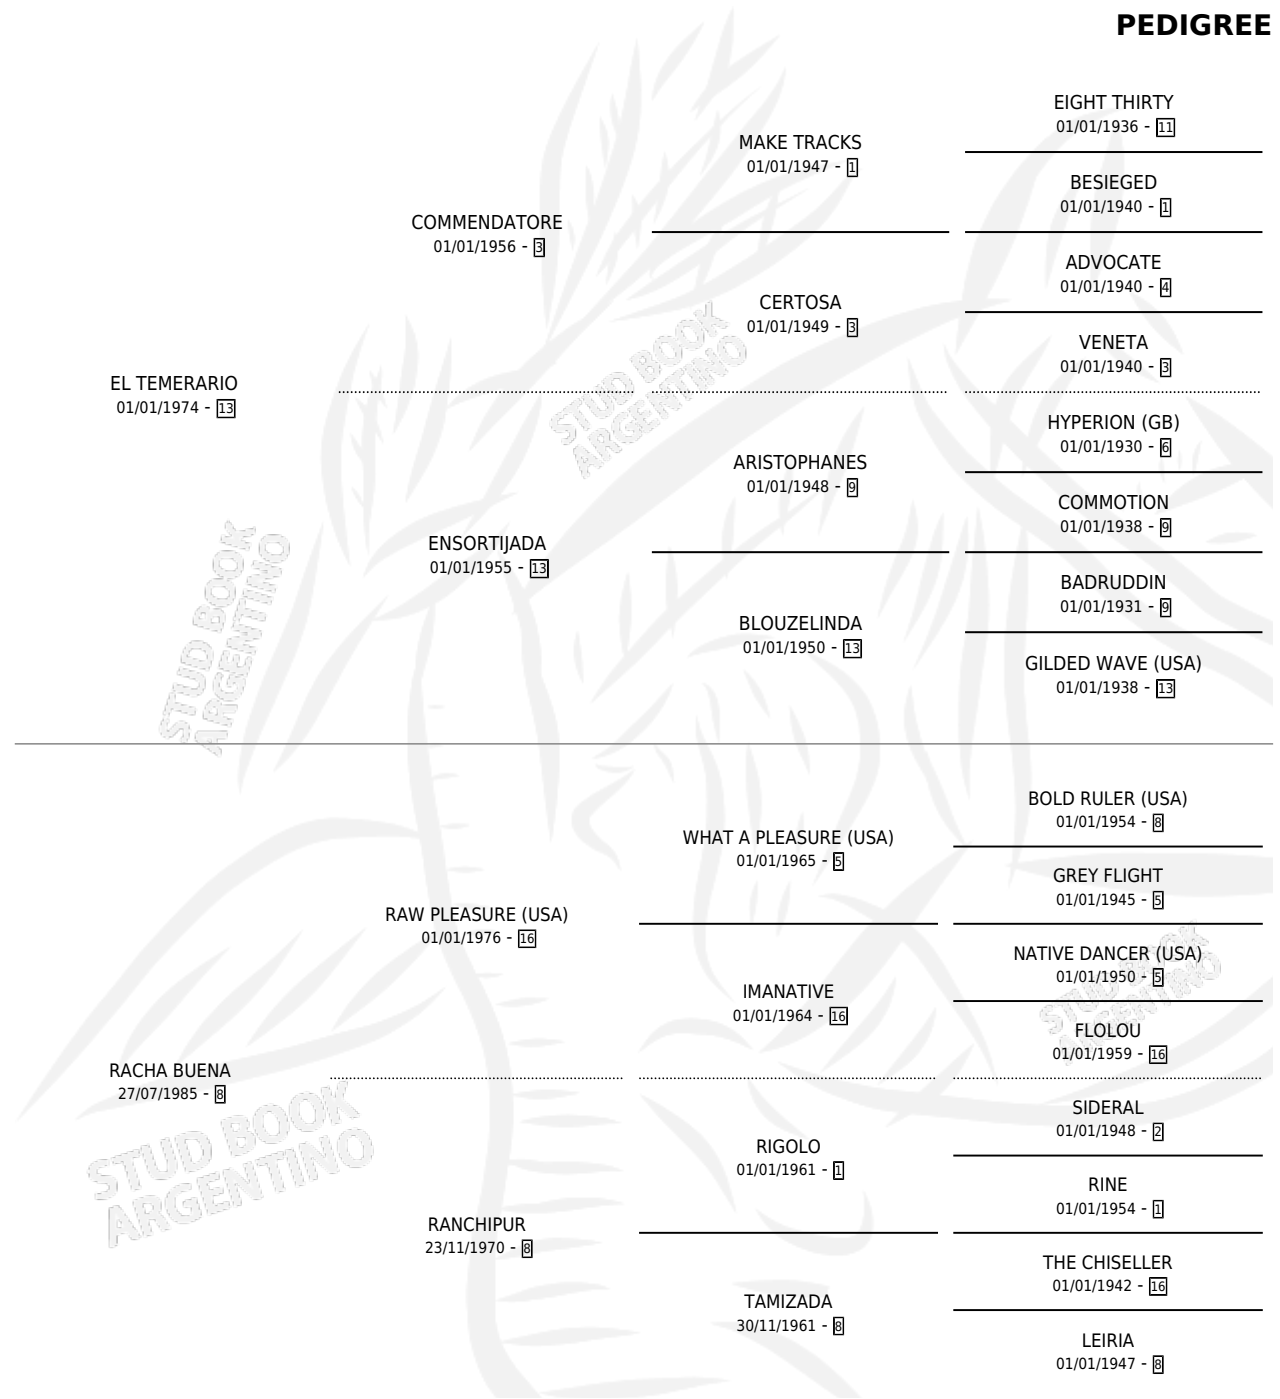 PEDIGREE
EIGHT THIRTY
01/01/1936 - 11
MAKE TRACKS
01/01/1947 - 1
BESIEGED
01/01/1940 - 1
COMMENDATORE
01/01/1956 - 3
ADVOCATE
01/01/1940 - 4
CERTOSA
01/01/1949 - 3
VENETA
01/01/1940 - 3
EL TEMERARIO
01/01/1974 - 13
HYPERION (GB)
01/01/1930 - 6
ARISTOPHANES
01/01/1948 - 9
COMMOTION
01/01/1938 - 9
ENSORTIJADA
01/01/1955 - 13
BADRUDDIN
01/01/1931 - 9
BLOUZELINDA
01/01/1950 - 13
GILDED WAVE (USA)
01/01/1938 - 13
STUD BOOK
ARGENTINO
STUD BOOK
ARGENTINO
BOLD RULER (USA)
01/01/1954 - 8
WHAT A PLEASURE (USA)
01/01/1965 - 5
GREY FLIGHT
01/01/1945 - 5
RAW PLEASURE (USA)
01/01/1976 - 16
NATIVE DANCER (USA)
01/01/1950 - 5
IMANATIVE
01/01/1964 - 16
FLOLOU
01/01/1959 - 16
STUD BOOK
ARGENTINO
RACHA BUENA
27/07/1985 - 8
SIDERAL
01/01/1948 - 2
RIGOLO
01/01/1961 - 1
RINE
01/01/1954 - 1
RANCHIPUR
23/11/1970 - 8
THE CHISELLER
01/01/1942 - 16
TAMIZADA
30/11/1961 - 8
LEIRIA
01/01/1947 - 8
STUD BOOK
ARGENTINO